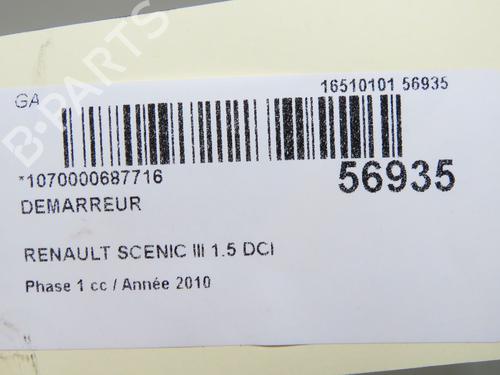 B-PARTS
GA
16510101 56935
*1070000687716
56935
DEMARREUR
RENAULT SCENIC III 1.5 DCI
Phase 1 cc / Année 2010